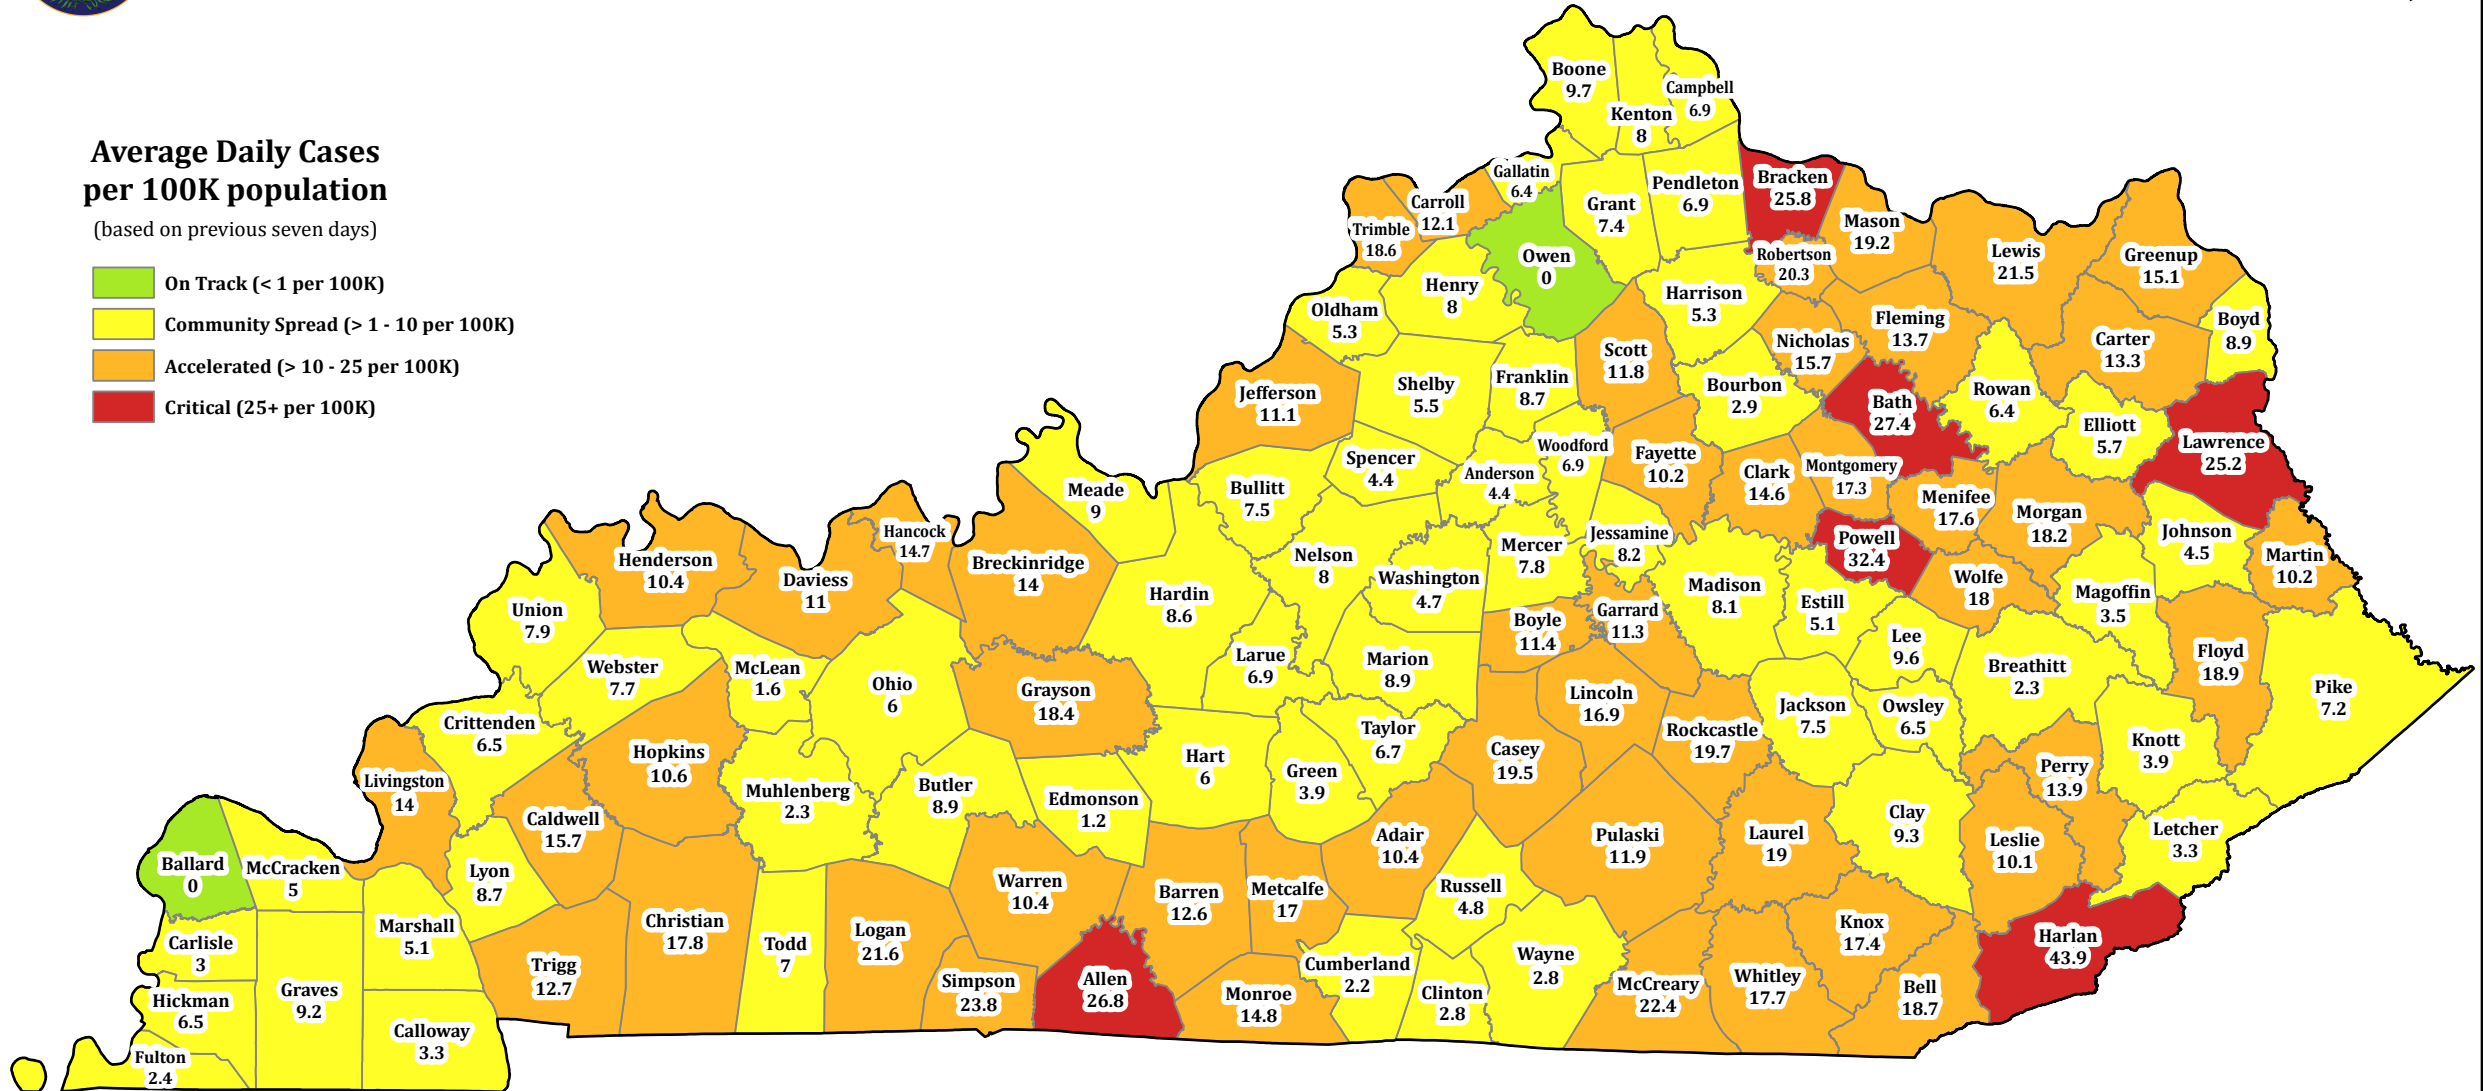 Average Daily Cases
per 100K population
(based on previous seven days)
On Track (< 1 per 100K)
Community Spread (> 1 - 10 per 100K)
Accelerated (> 10 - 25 per 100K)
Critical (25+ per 100K)
Boone
9.7
Kenton
8
Campbell
6.9
Gallatin
6.4
Carroll
12.1
Trimble
18.6
Owen
0
Grant
7.4
Pendleton
6.9
Bracken
25.8
Mason
19.2
Robertson
20.3
Lewis
21.5
Greenup
15.1
Boyd
8.9
Carter
13.3
Fleming
13.7
Nicholas
15.7
Harrison
5.3
Henry
8
Oldham
5.3
Jefferson
11.1
Shelby
5.5
Franklin
8.7
Scott
11.8
Bourbon
2.9
Bath
27.4
Rowan
6.4
Elliott
5.7
Lawrence
25.2
Spencer
4.4
Anderson
4.4
Woodford
6.9
Fayette
10.2
Clark
14.6
Montgomery
17.3
Menifee
17.6
Morgan
18.2
Johnson
4.5
Martin
10.2
Meade
9
Bullitt
7.5
Nelson
8
Washington
4.7
Mercer
7.8
Jessamine
8.2
Powell
32.4
Wolfe
18
Magoffin
3.5
Hancock
14.7
Breckinridge
14
Henderson
10.4
Daviess
11
Union
7.9
Hardin
8.6
Madison
8.1
Estill
5.1
Lee
9.6
Garrard
11.3
Boyle
11.4
Webster
7.7
McLean
1.6
Ohio
6
Grayson
18.4
Larue
6.9
Marion
8.9
Lincoln
16.9
Breathitt
2.3
Floyd
18.9
Pike
7.2
Crittenden
6.5
Hopkins
10.6
Taylor
6.7
Casey
19.5
Rockcastle
19.7
Jackson
7.5
Owsley
6.5
Knott
3.9
Livingston
14
Caldwell
15.7
Muhlenberg
2.3
Butler
8.9
Edmonson
1.2
Hart
6
Green
3.9
Adair
10.4
Pulaski
11.9
Laurel
19
Clay
9.3
Perry
13.9
Leslie
10.1
Letcher
3.3
Ballard
0
McCracken
5
Lyon
8.7
Warren
10.4
Barren
12.6
Metcalfe
17
Russell
4.8
Marshall
5.1
Christian
17.8
Todd
7
Logan
21.6
Carlisle
3
Trigg
12.7
Simpson
23.8
Allen
26.8
Monroe
14.8
Cumberland
2.2
Clinton
2.8
Wayne
2.8
McCreary
22.4
Whitley
17.7
Knox
17.4
Bell
18.7
Harlan
43.9
Hickman
6.5
Graves
9.2
Calloway
3.3
Fulton
2.4